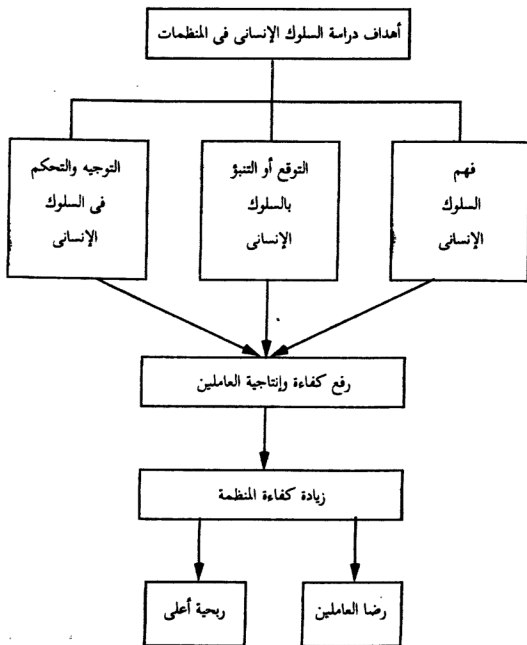 أهداف دراسة السلوك الإنسانى فى المنظمات
فهم
السلوك
الإنسانى
التوقع أو التنبؤ
بالسلوك
الإنسانى
التوجيه والتحكم
فى السلوك
الإنسانى
رفع كفاءة وإنتاجية العاملين
زيادة كفاءة المنظمة
رضا العاملين
ربحية أعلى